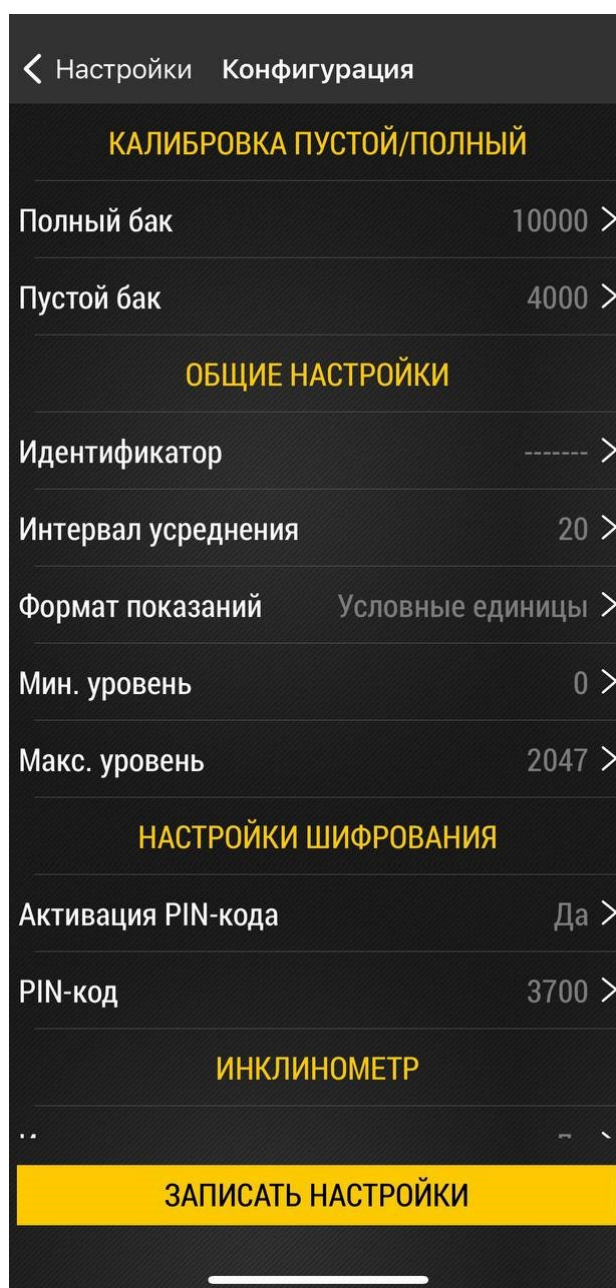 Настройки Конфигурация
КАЛИБРОВКА ПУСТОЙ/ПОЛНЫЙ
Полный бак 10000
Пустой бак 4000
ОБЩИЕ НАСТРОЙКИ
Идентификатор -------
Интервал усреднения 20
Формат показаний Условные единицы
Мин. уровень 0
Макс. уровень 2047
НАСТРОЙКИ ШИФРОВАНИЯ
Активация PIN-кода Да
PIN-код 3700
ИНКЛИНОМЕТР
ЗАПИСАТЬ НАСТРОЙКИ